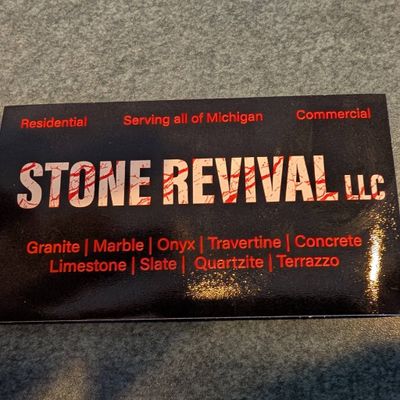 Residential Serving all of Michigan Commercial
STONE REVIVAL LLC
Granite | Marble | Onyx | Travertine | Concrete
Limestone | Slate | Quartzite | Terrazzo